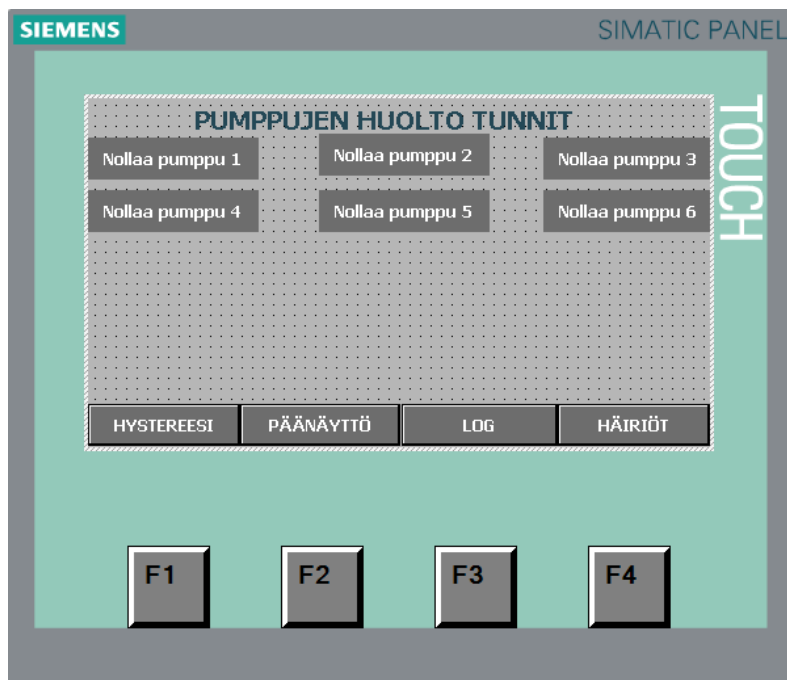 SIEMENS
SIMATIC PANEL
TOUCH
PUMPPUJEN HUOLTO TUNNIT
Nollaa pumppu 1
Nollaa pumppu 2
Nollaa pumppu 3
Nollaa pumppu 4
Nollaa pumppu 5
Nollaa pumppu 6
HYSTEREESI
PÄÄNÄYTTÖ
LOG
HÄIRIÖT
F1
F2
F3
F4